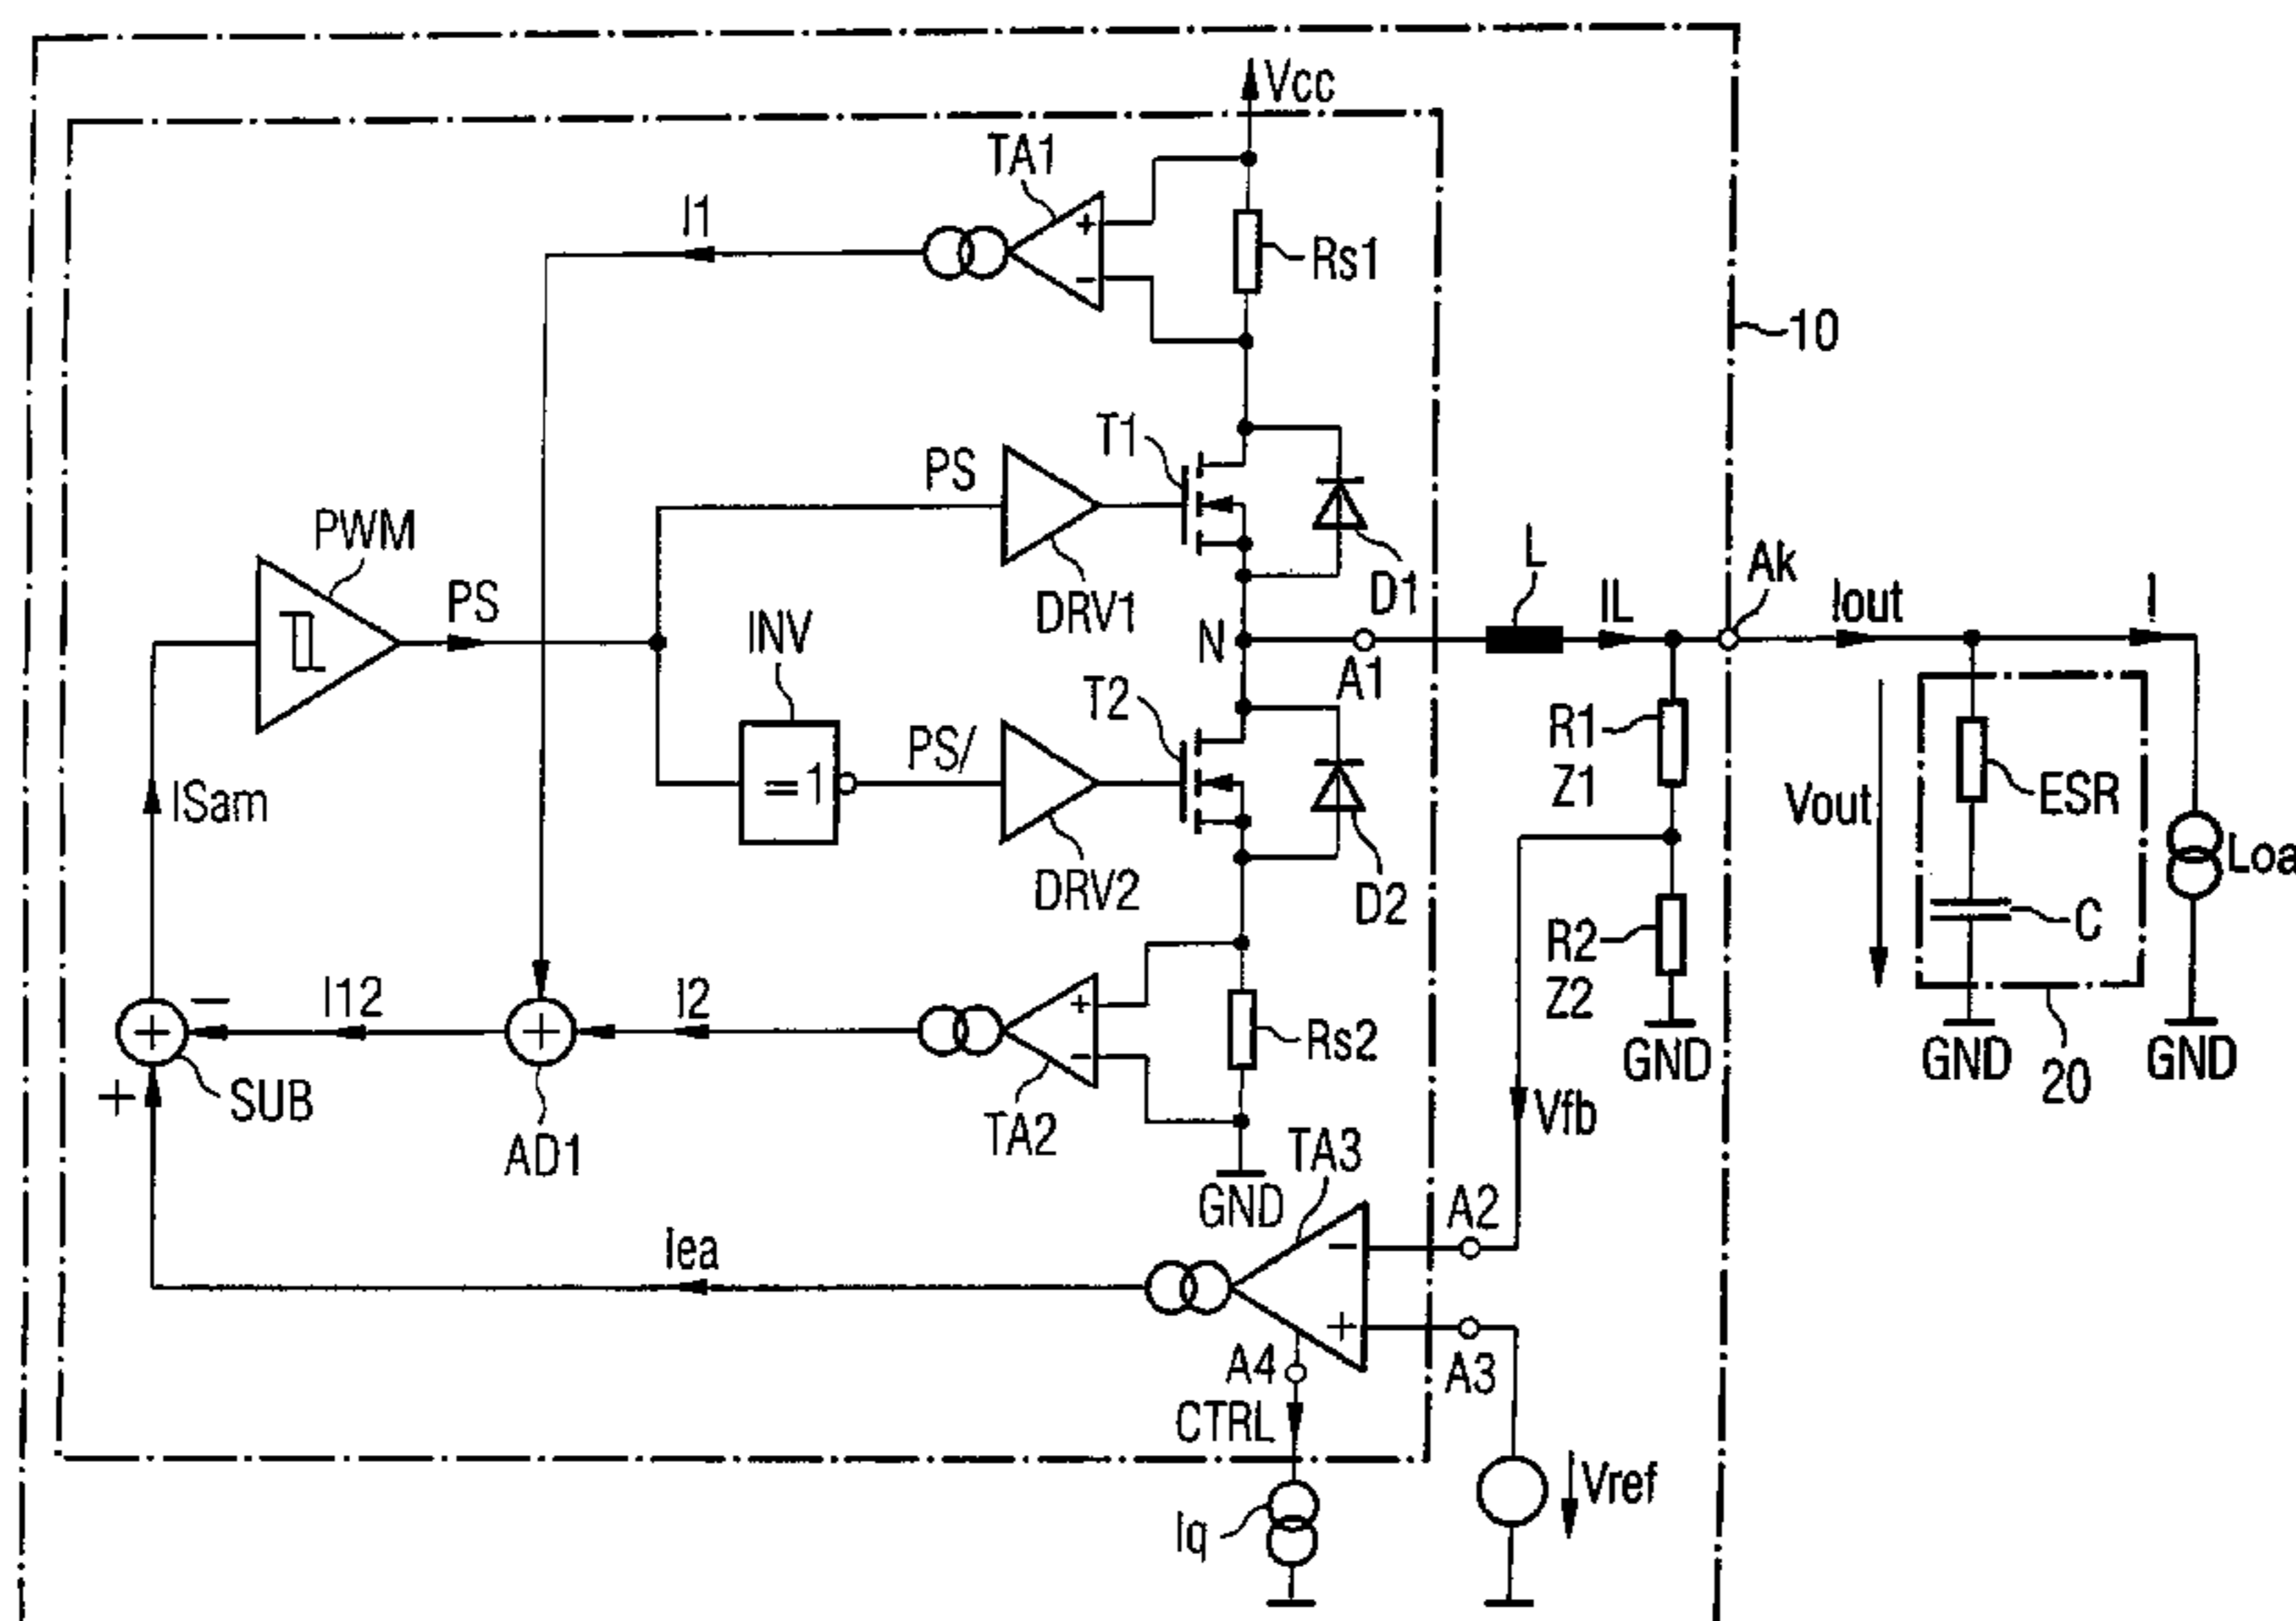 Vcc
TA1
I1
+
−
Rs1
10
T1
PS
PWM
PS
DRV1
D1
L
IL
Ak
Iout
I
INV
N
A1
T2
R1
Z1
PS/
=1
ISam
Vout
ESR
Loa
DRV2
D2
R2
Z2
C
I12
−
I2
+
−
Rs2
+
+
GND
GND
GND
20
+
SUB
AD1
TA2
Vfb
TA3
GND
A2
Iea
−
+
A4
A3
CTRL
Vref
Iq